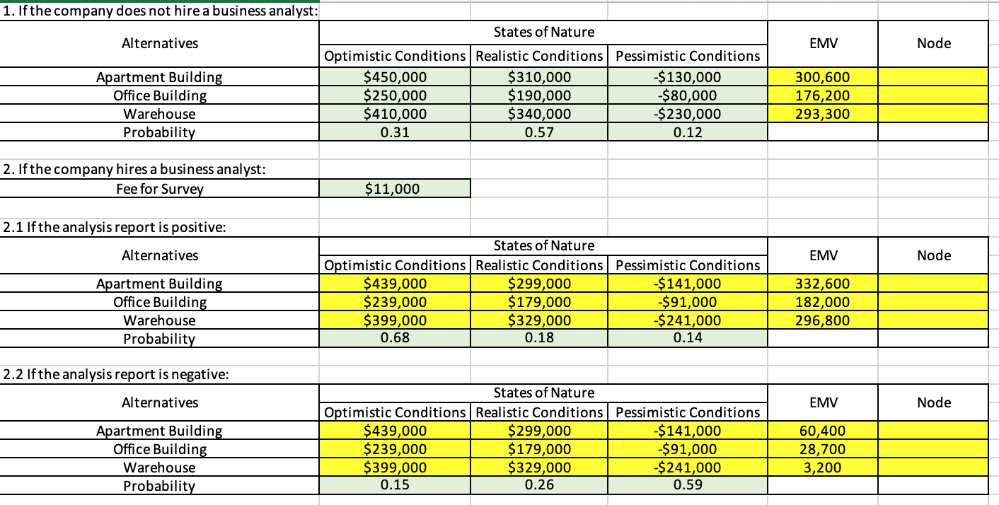 1. If the company does not hire a business analyst:
Alternatives States of Nature EMV Node
Optimistic Conditions Realistic Conditions Pessimistic Conditions
Apartment Building $450,000 $310,000 -$130,000 300,600
Office Building $250,000 $190,000 -$80,000 176,200
Warehouse $410,000 $340,000 -$230,000 293,300
Probability 0.31 0.57 0.12
2. If the company hires a business analyst:
Fee for Survey $11,000
2.1 If the analysis report is positive:
Alternatives States of Nature EMV Node
Optimistic Conditions Realistic Conditions Pessimistic Conditions
Apartment Building $439,000 $299,000 -$141,000 332,600
Office Building $239,000 $179,000 -$91,000 182,000
Warehouse $399,000 $329,000 -$241,000 296,800
Probability 0.68 0.18 0.14
2.2 If the analysis report is negative:
Alternatives States of Nature EMV Node
Optimistic Conditions Realistic Conditions Pessimistic Conditions
Apartment Building $439,000 $299,000 -$141,000 60,400
Office Building $239,000 $179,000 -$91,000 28,700
Warehouse $399,000 $329,000 -$241,000 3,200
Probability 0.15 0.26 0.59